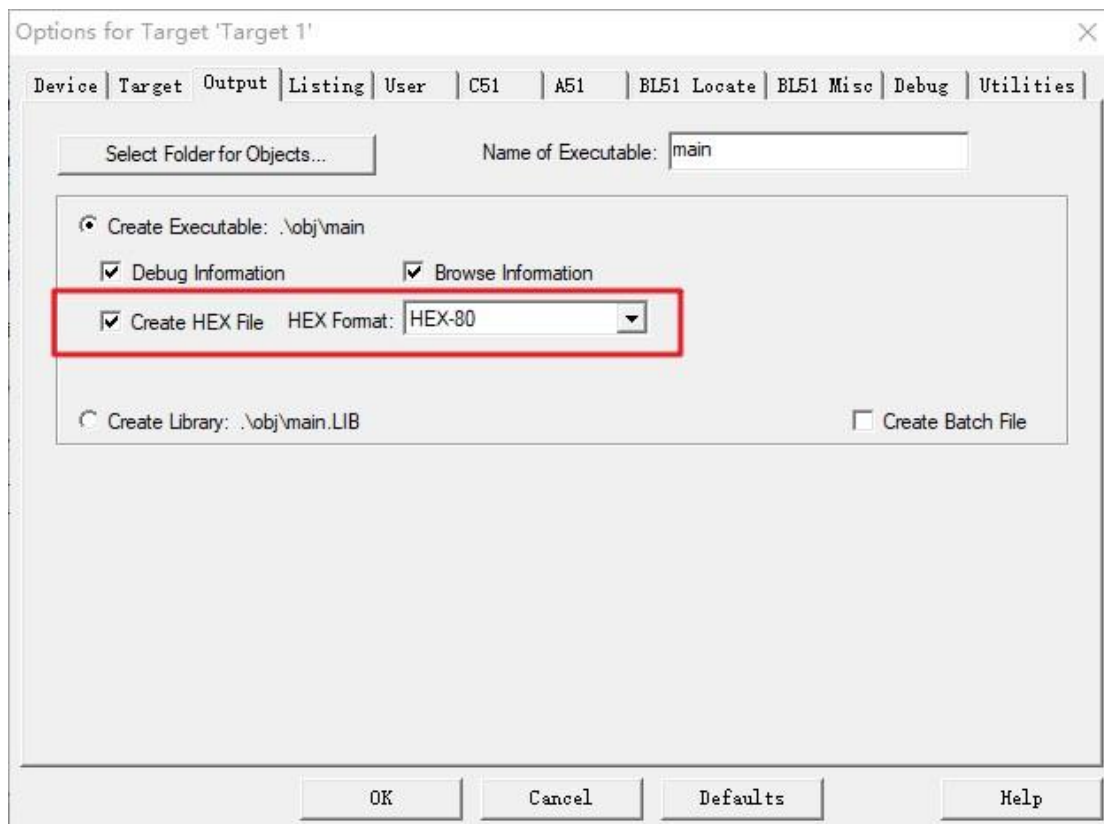 Options for Target 'Target 1'
Device Target Output Listing User C51 A51 BL51 Locate BL51 Misc Debug Utilities
Select Folder for Objects... Name of Executable: main
Create Executable: .\obj\main
Debug Information Browse Information
Create HEX File HEX Format: HEX-80
Create Library: .\obj\main.LIB Create Batch File
OK Cancel Defaults Help